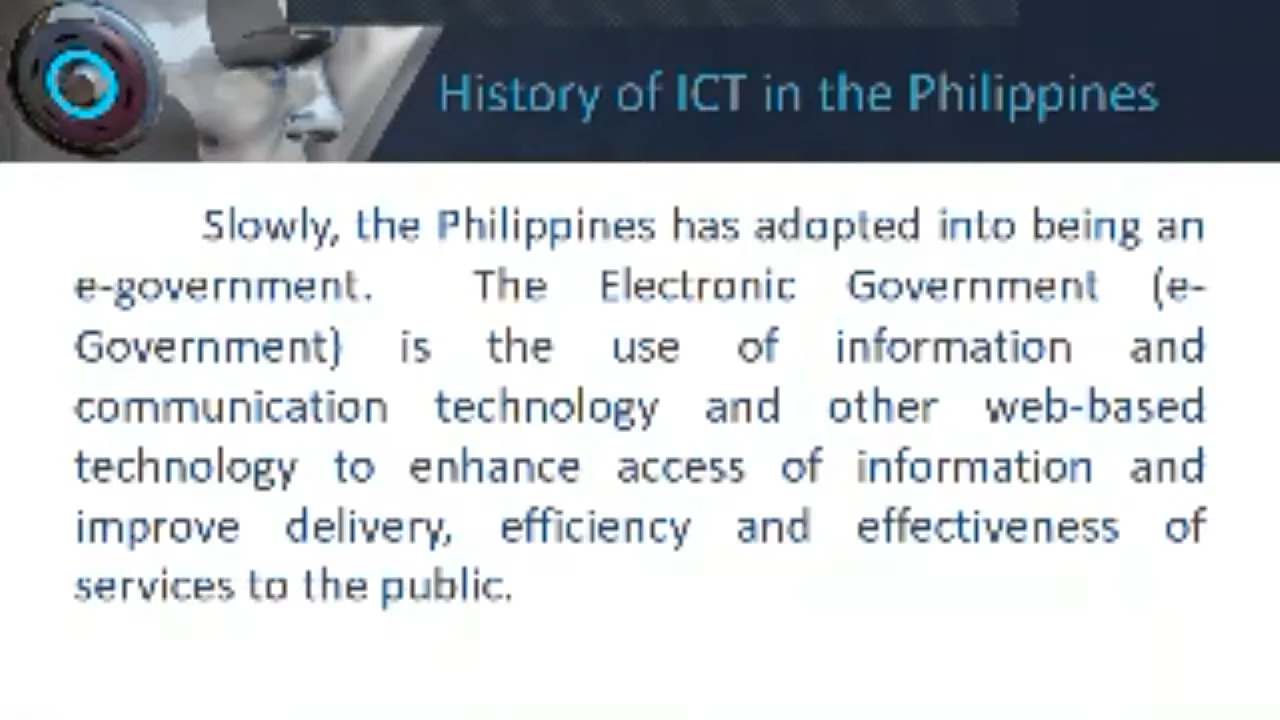 History of ICT in the Philippines
Slowly, the Philippines has adapted into being an
e-government. The Electronic Government (e-
Government) is the use of information and
communication technology and other web-based
technology to enhance access of information and
improve delivery, efficiency and effectiveness of
services to the public.